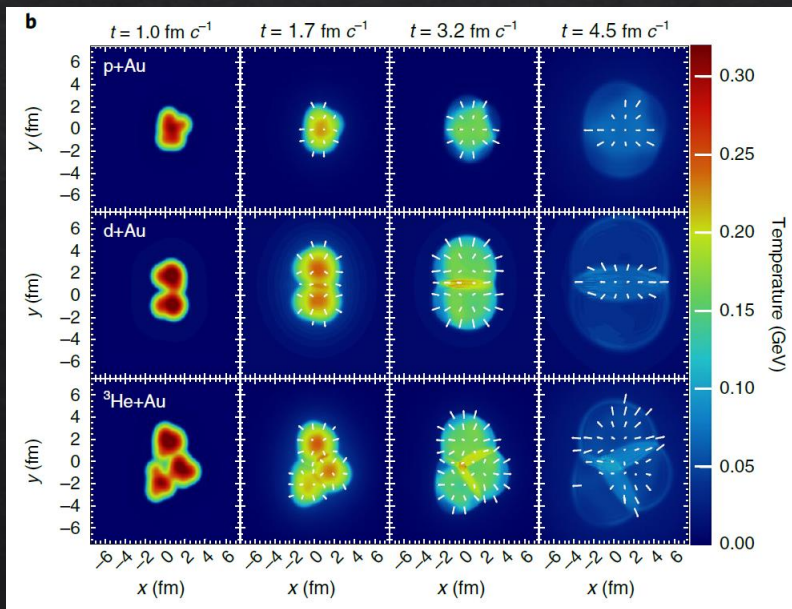 b
t = 1.0 fm c⁻¹ t = 1.7 fm c⁻¹ t = 3.2 fm c⁻¹ t = 4.5 fm c⁻¹
p+Au
6
4
2
0
−2
−4
−6
y (fm)
d+Au
6
4
2
0
−2
−4
−6
y (fm)
³He+Au
6
4
2
0
−2
−4
−6
y (fm)
−6 −4 −2 0 2 4 6 −6 −4 −2 0 2 4 6 −6 −4 −2 0 2 4 6 −6 −4 −2 0 2 4 6
x (fm) x (fm) x (fm) x (fm)
0.30
0.25
0.20
0.15
0.10
0.05
0.00
Temperature (GeV)